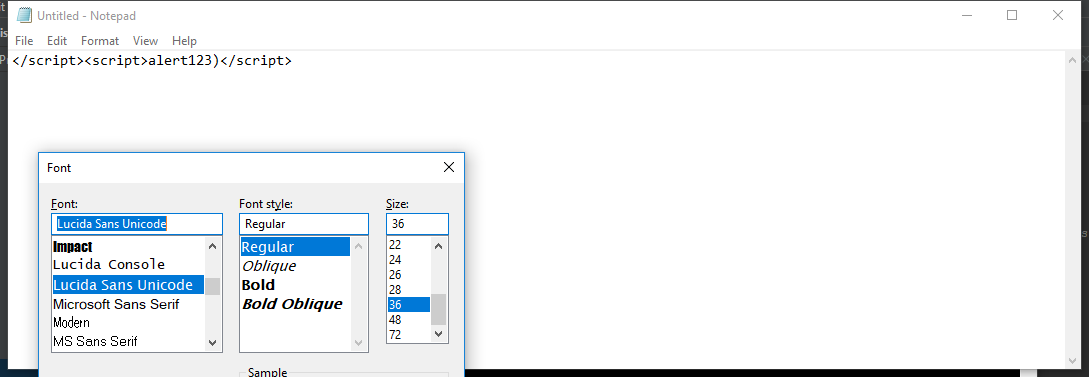 Untitled - Notepad
File Edit Format View Help
</script><script>alert123)</script>
Font
Font: Font style: Size:
Lucida Sans Unicode Regular 36
Impact
Lucida Console
Lucida Sans Unicode
Microsoft Sans Serif
Modern
MS Sans Serif
Regular
Oblique
Bold
Bold Oblique
22
24
26
28
36
48
72
Sample